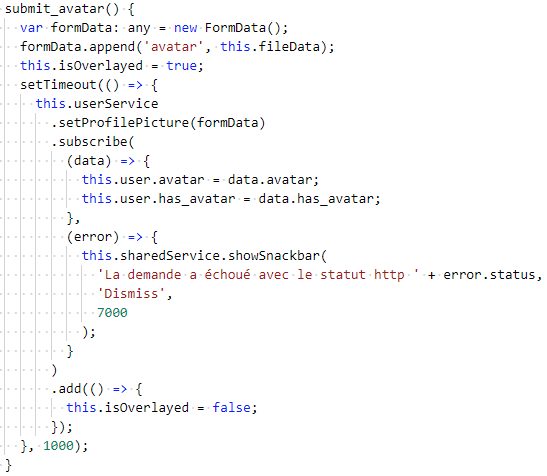 submit_avatar() {
  var formData: any = new FormData();
  formData.append('avatar', this.fileData);
  this.isOverlayed = true;
  setTimeout(() => {
    this.userService
      .setProfilePicture(formData)
      .subscribe(
        (data) => {
          this.user.avatar = data.avatar;
          this.user.has_avatar = data.has_avatar;
        },
        (error) => {
          this.sharedService.showSnackbar(
            'La demande a échoué avec le statut http ' + error.status,
            'Dismiss',
            7000
          );
        }
      )
      .add(() => {
        this.isOverlayed = false;
      });
  }, 1000);
}